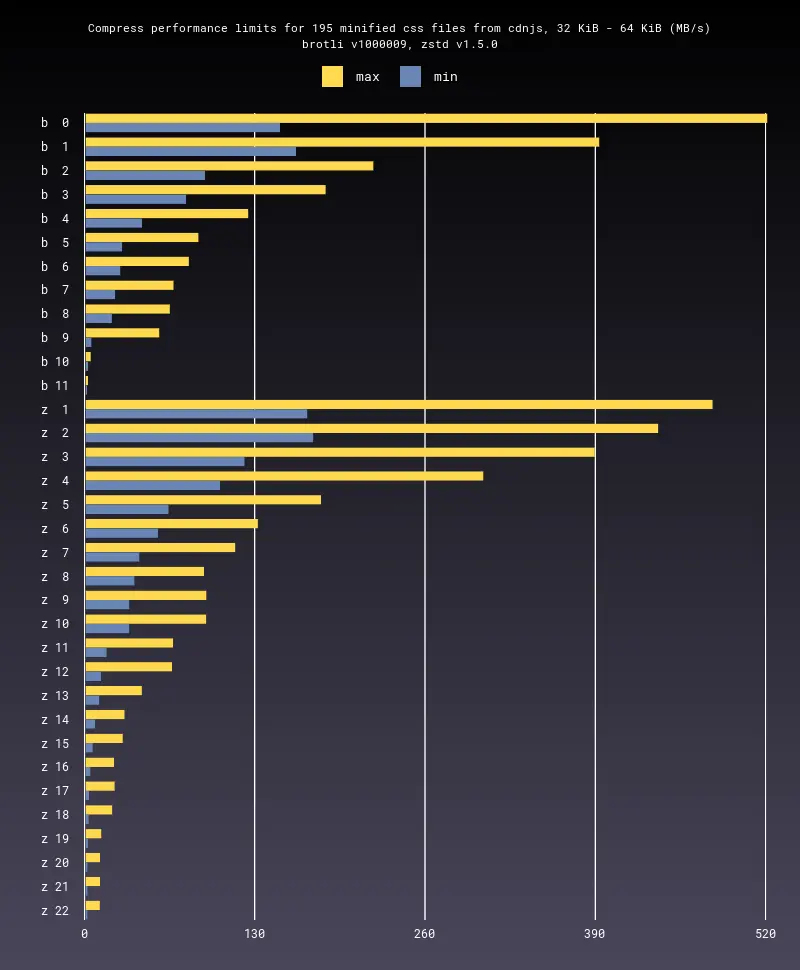 Compress performance limits for 195 minified css files from cdnjs, 32 KiB - 64 KiB (MB/s)
brotli v1000009, zstd v1.5.0
max min
b 0
b 1
b 2
b 3
b 4
b 5
b 6
b 7
b 8
b 9
b 10
b 11
z 1
z 2
z 3
z 4
z 5
z 6
z 7
z 8
z 9
z 10
z 11
z 12
z 13
z 14
z 15
z 16
z 17
z 18
z 19
z 20
z 21
z 22
0 130 260 390 520